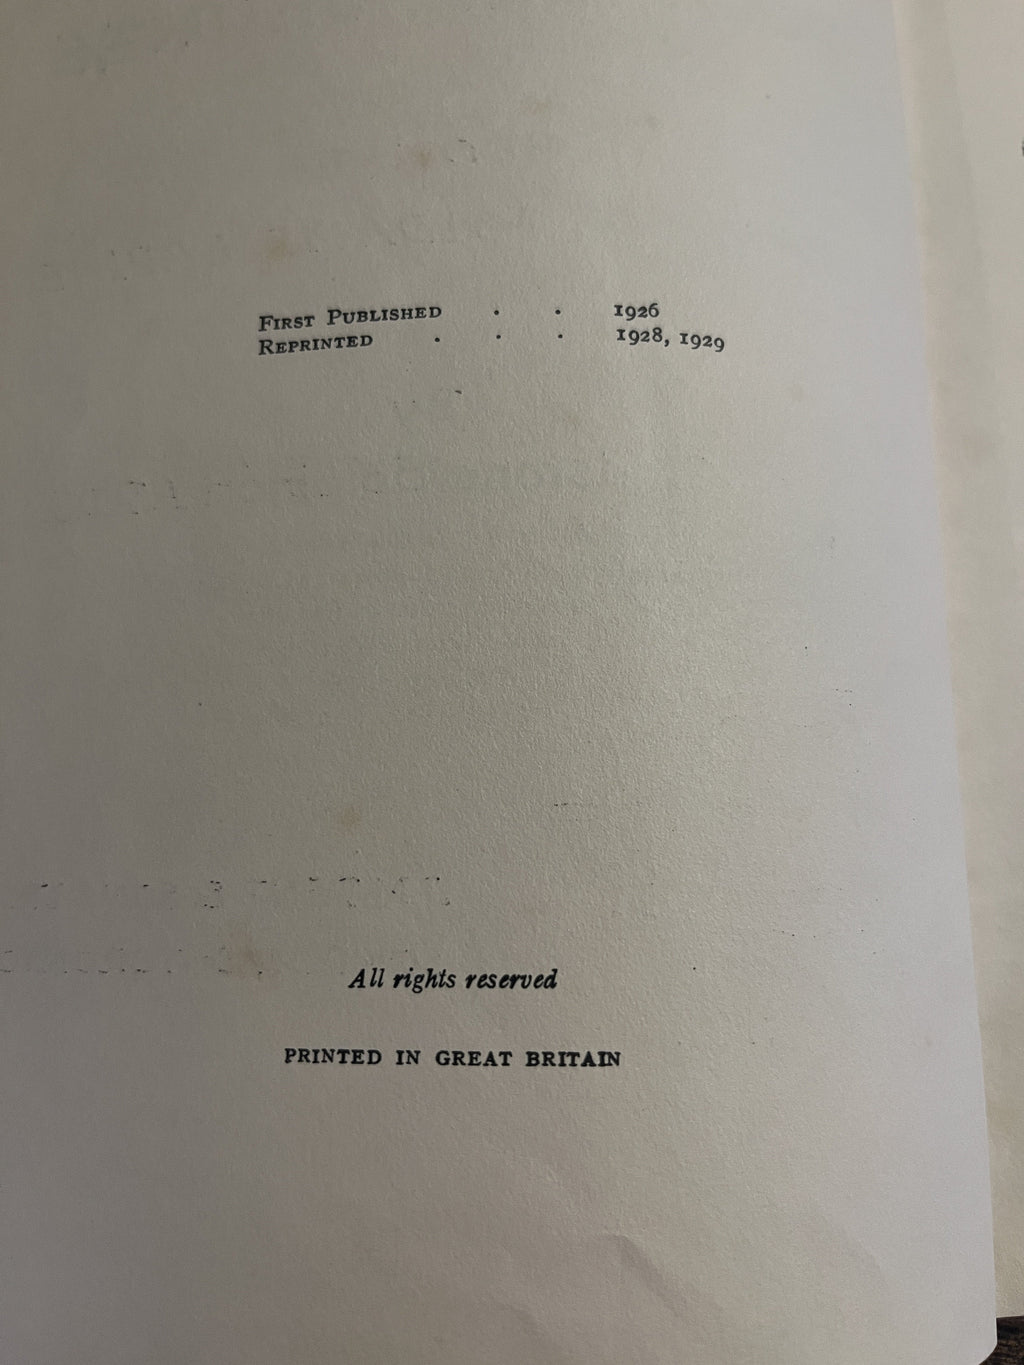 First Published . . 1926
Reprinted . . . 1928, 1929
All rights reserved
PRINTED IN GREAT BRITAIN